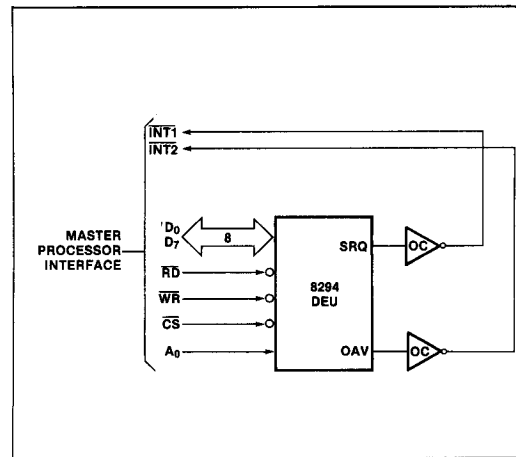 INT1
INT2
'D0
D7
8
MASTER
PROCESSOR
INTERFACE
RD
WR
CS
A0
SRQ
8294
DEU
OAV
OC
OC